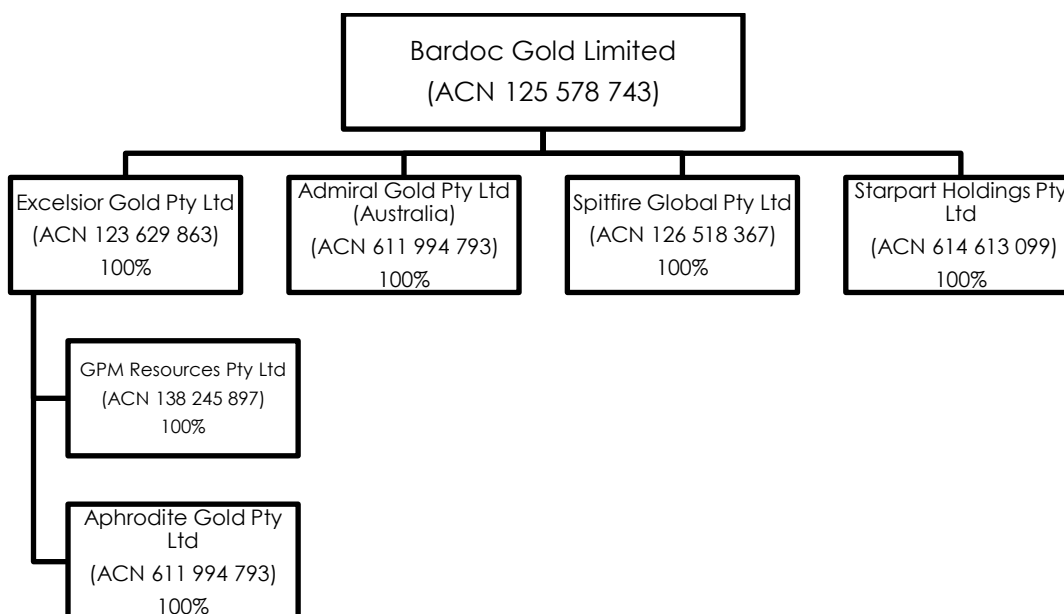 Bardoc Gold Limited
(ACN 125 578 743)
Excelsior Gold Pty Ltd
(ACN 123 629 863)
100%
Admiral Gold Pty Ltd
(Australia)
(ACN 611 994 793)
100%
Spitfire Global Pty Ltd
(ACN 126 518 367)
100%
Starpart Holdings Pty
Ltd
(ACN 614 613 099)
100%
GPM Resources Pty Ltd
(ACN 138 245 897)
100%
Aphrodite Gold Pty
Ltd
(ACN 611 994 793)
100%